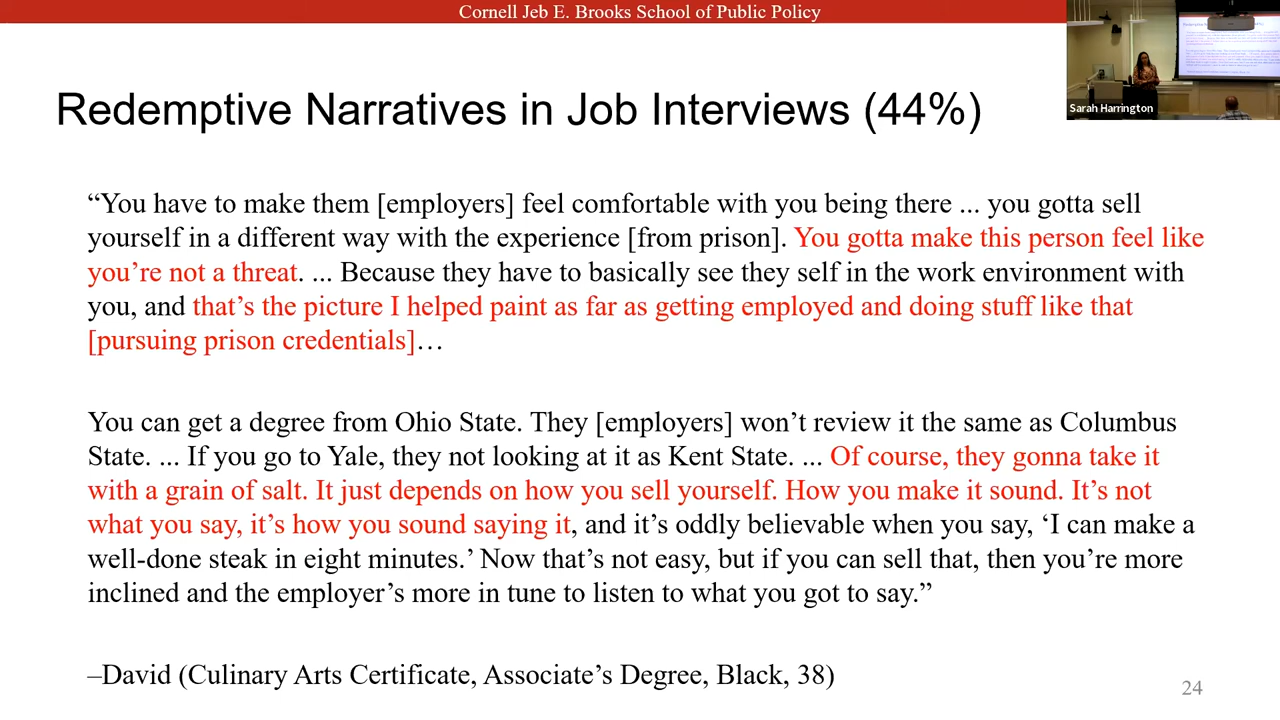 Cornell Jeb E. Brooks School of Public Policy
Sarah Harrington
Redemptive Narratives in Job Interviews (44%)
“You have to make them [employers] feel comfortable with you being there ... you gotta sell
yourself in a different way with the experience [from prison]. You gotta make this person feel like
you’re not a threat. ... Because they have to basically see they self in the work environment with
you, and that’s the picture I helped paint as far as getting employed and doing stuff like that
[pursuing prison credentials]…
You can get a degree from Ohio State. They [employers] won’t review it the same as Columbus
State. ... If you go to Yale, they not looking at it as Kent State. ... Of course, they gonna take it
with a grain of salt. It just depends on how you sell yourself. How you make it sound. It’s not
what you say, it’s how you sound saying it, and it’s oddly believable when you say, ‘I can make a
well-done steak in eight minutes.’ Now that’s not easy, but if you can sell that, then you’re more
inclined and the employer’s more in tune to listen to what you got to say.”
–David (Culinary Arts Certificate, Associate’s Degree, Black, 38)
24